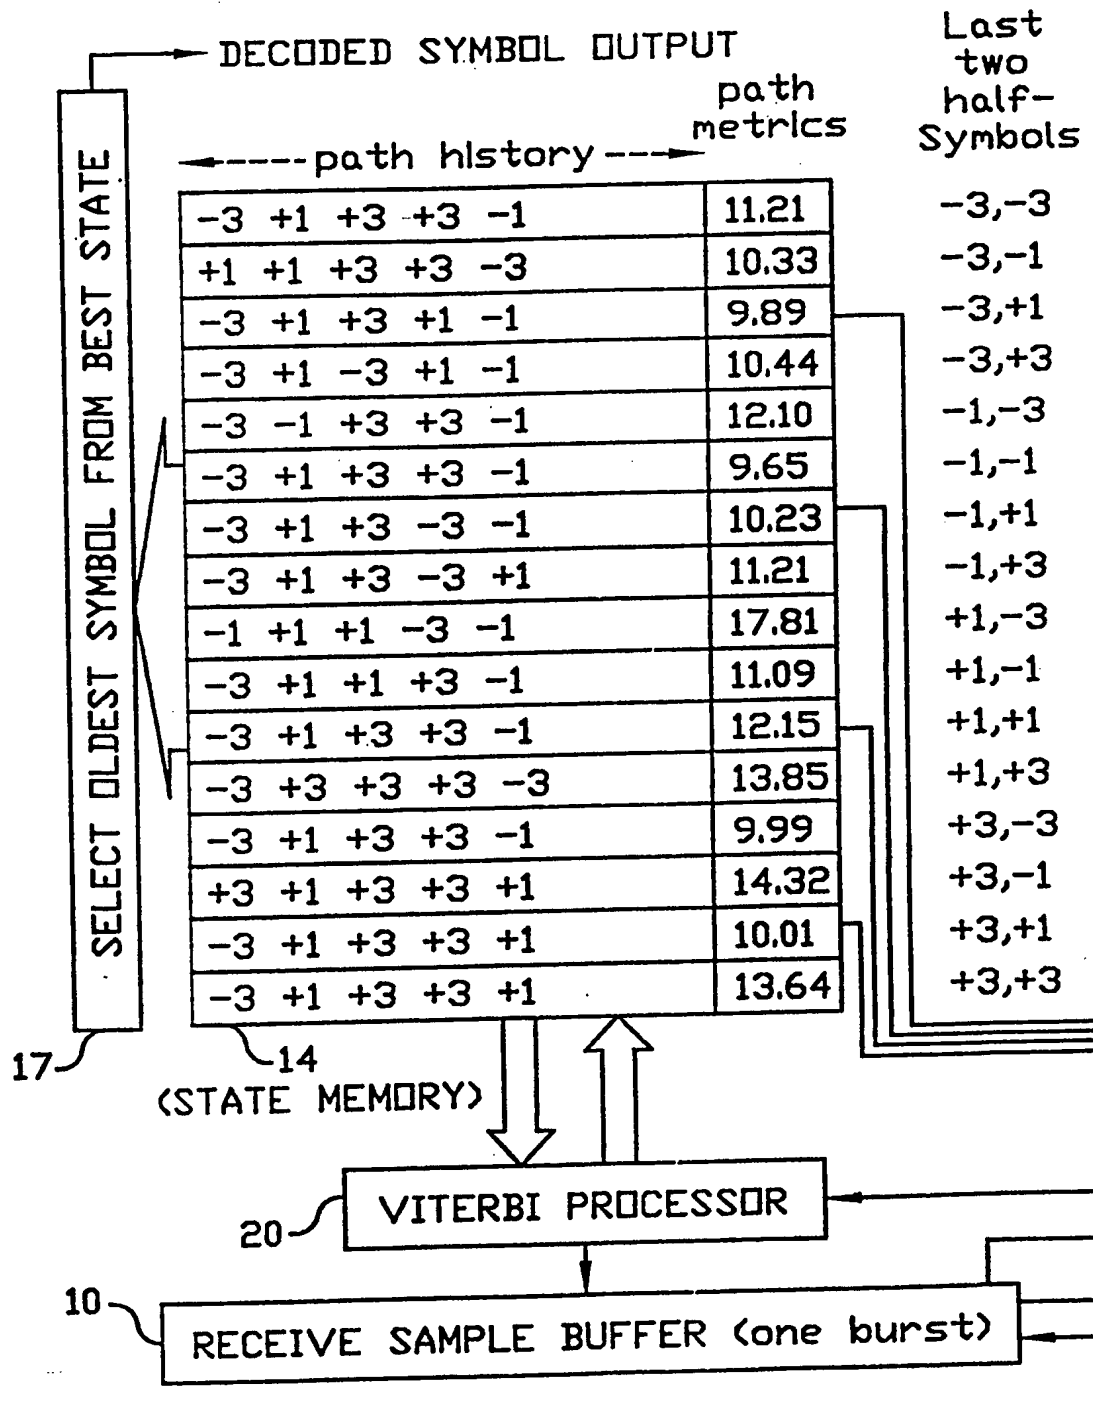 DECODED SYMBOL OUTPUT
path metrics
Last two half-Symbols
path history
SELECT OLDEST SYMBOL FROM BEST STATE
-3 +1 +3 +3 -1 11.21 -3,-3
+1 +1 +3 +3 -3 10.33 -3,-1
-3 +1 +3 +1 -1 9.89 -3,+1
-3 +1 -3 +1 -1 10.44 -3,+3
-3 -1 +3 +3 -1 12.10 -1,-3
-3 +1 +3 +3 -1 9.65 -1,-1
-3 +1 +3 -3 -1 10.23 -1,+1
-3 +1 +3 -3 +1 11.21 -1,+3
-1 +1 +1 -3 -1 17.81 +1,-3
-3 +1 +1 +3 -1 11.09 +1,-1
-3 +1 +3 +3 -1 12.15 +1,+1
-3 +3 +3 +3 -3 13.85 +1,+3
-3 +1 +3 +3 -1 9.99 +3,-3
+3 +1 +3 +3 +1 14.32 +3,-1
-3 +1 +3 +3 +1 10.01 +3,+1
-3 +1 +3 +3 +1 13.64 +3,+3
17
14
(STATE MEMORY)
VITERBI PROCESSOR
20
10
RECEIVE SAMPLE BUFFER (one burst)